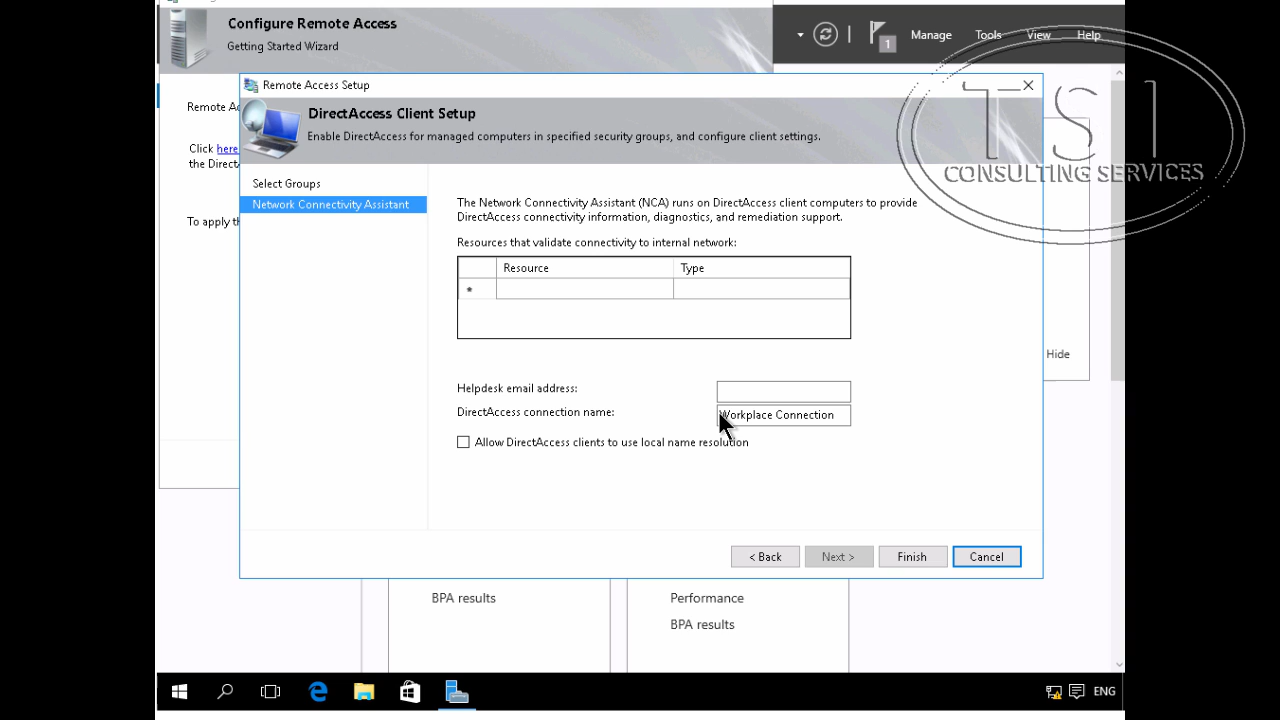 Configure Remote Access
Getting Started Wizard
1
Manage
Tools
View
Help
Remote Access Setup
DirectAccess Client Setup
Enable DirectAccess for managed computers in specified security groups, and configure client settings.
TSI
CONSULTING SERVICES
Remote Ac
Click here
the Direct
To apply th
Select Groups
Network Connectivity Assistant
The Network Connectivity Assistant (NCA) runs on DirectAccess client computers to provide
DirectAccess connectivity information, diagnostics, and remediation support.
Resources that validate connectivity to internal network:
Resource
Type
*
Hide
Helpdesk email address:
DirectAccess connection name:
Workplace Connection
Allow DirectAccess clients to use local name resolution
< Back
Next >
Finish
Cancel
BPA results
Performance
BPA results
ENG